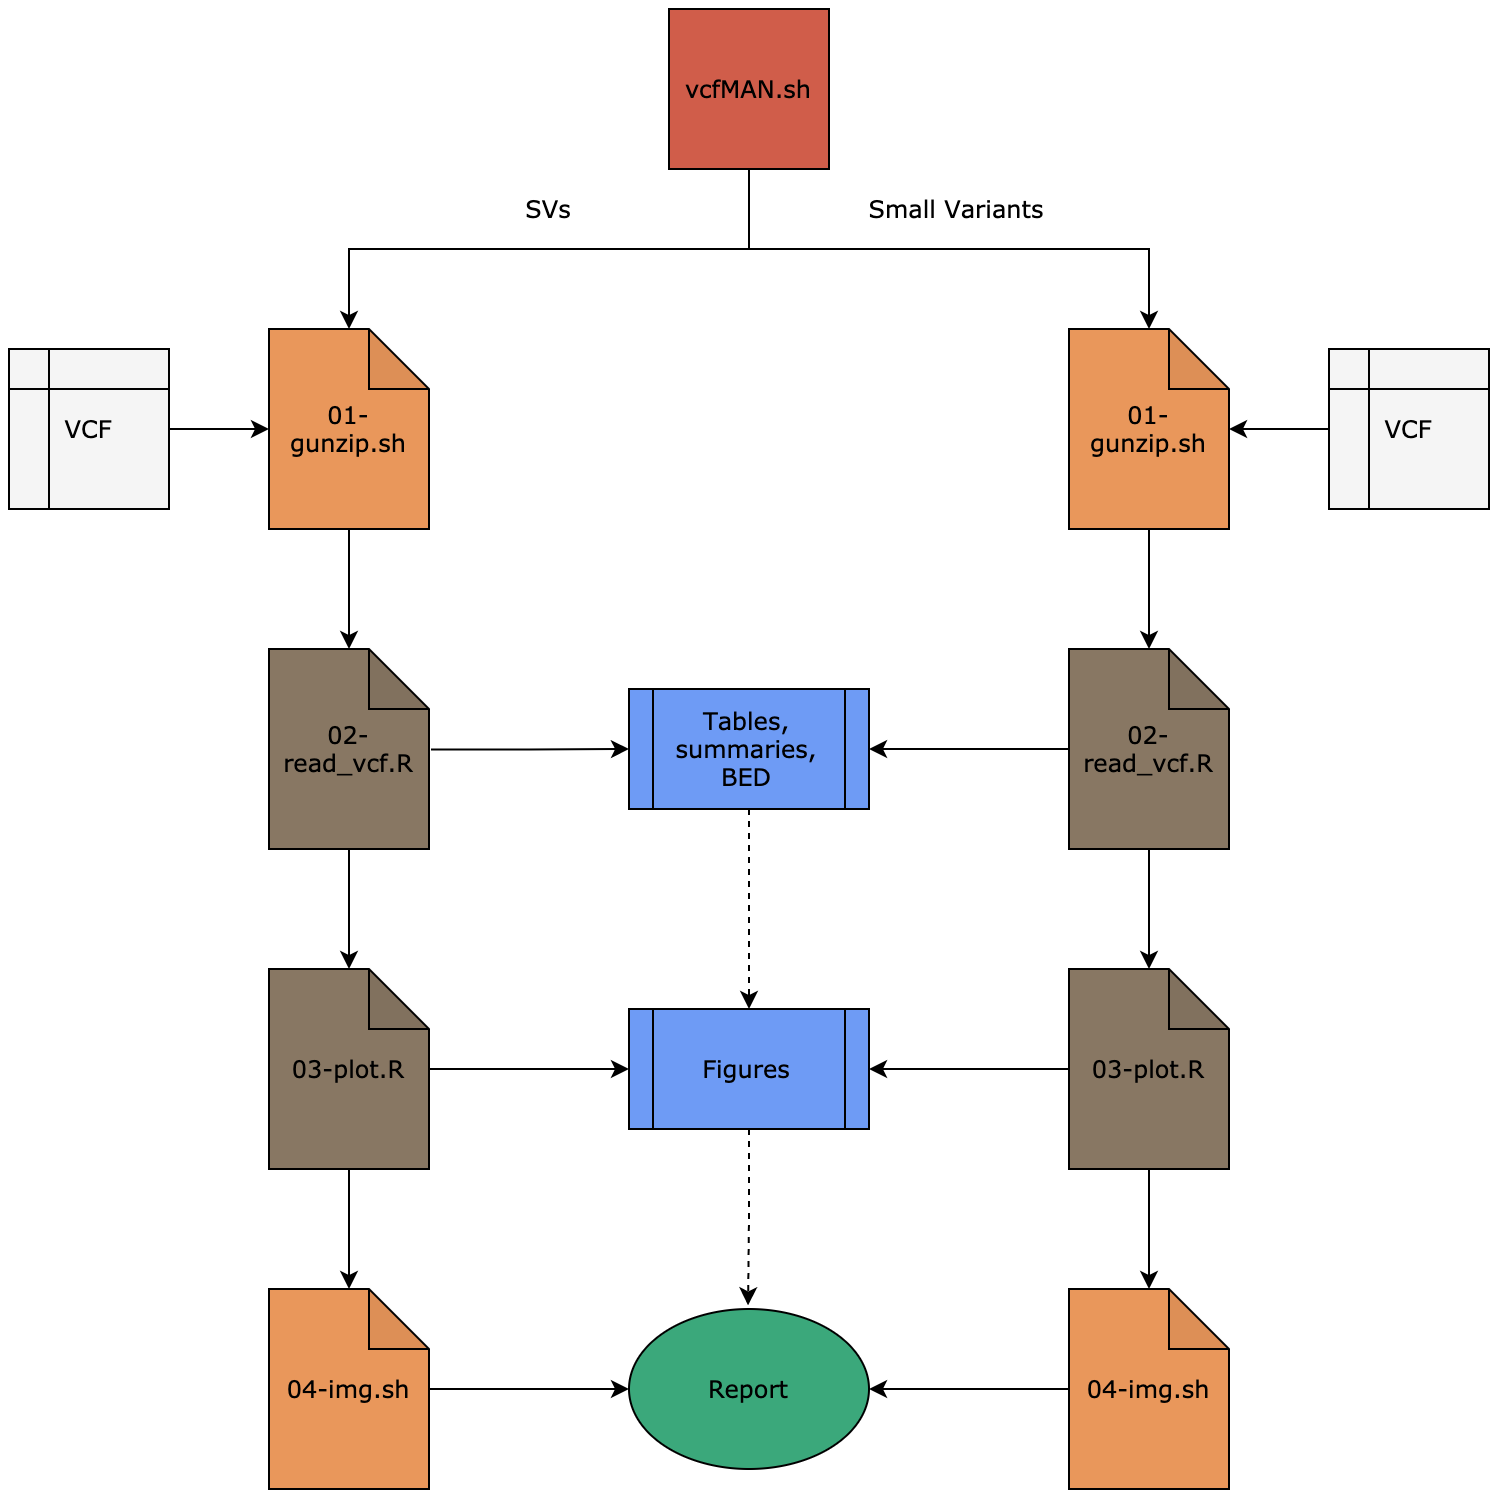 vcfMAN.sh
SVs
Small Variants
VCF
01-
gunzip.sh
01-
gunzip.sh
VCF
02-
read_vcf.R
Tables,
summaries,
BED
02-
read_vcf.R
03-plot.R
Figures
03-plot.R
04-img.sh
Report
04-img.sh